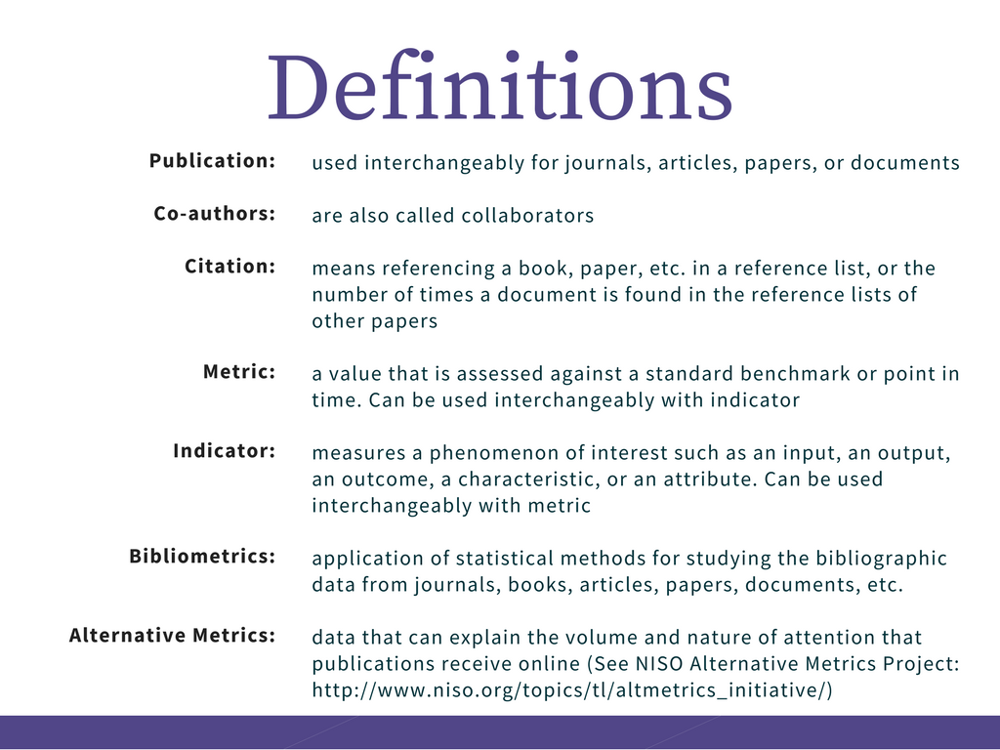 Definitions
Publication: used interchangeably for journals, articles, papers, or documents
Co-authors: are also called collaborators
Citation: means referencing a book, paper, etc. in a reference list, or the
number of times a document is found in the reference lists of
other papers
Metric: a value that is assessed against a standard benchmark or point in
time. Can be used interchangeably with indicator
Indicator: measures a phenomenon of interest such as an input, an output,
an outcome, a characteristic, or an attribute. Can be used
interchangeably with metric
Bibliometrics: application of statistical methods for studying the bibliographic
data from journals, books, articles, papers, documents, etc.
Alternative Metrics: data that can explain the volume and nature of attention that
publications receive online (See NISO Alternative Metrics Project:
http://www.niso.org/topics/tl/altmetrics_initiative/)